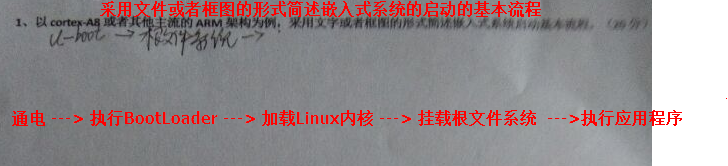 采用文件或者框图的形式简述嵌入式系统的启动的基本流程
1、以 cortex-A8 或者其他主流的 ARM 架构为例,采用文字或者框图的形式简述嵌入式系统启动基本流程。(20 分)
u-boot → 根文件系统 →
通电 ---> 执行BootLoader ---> 加载Linux内核 ---> 挂载根文件系统 --->执行应用程序